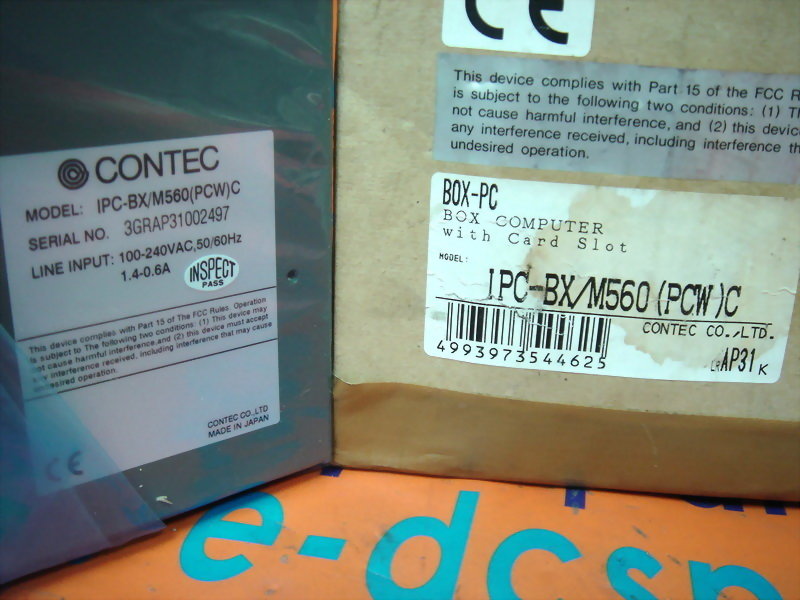 CONTEC
MODEL: IPC-BX/M560(PCW)C
SERIAL NO. 3GRAP31002497
LINE INPUT: 100-240VAC,50/60Hz
1.4-0.6A
INSPECT
PASS
This device complies with Part 15 of The FCC Rules Operation
is subject to The following two conditions: (1) This device may
not cause harmful interference,and (2) this device must accept
any interference received, including interference that may cause
undesired operation.
CONTEC CO.,LTD
MADE IN JAPAN
CE
CE
This device complies with Part 15 of the FCC
is subject to the following two conditions: (1)
not cause harmful interference, and (2) this
any interference received, including interference
undesired operation.
BOX-PC
BOX COMPUTER
with Card Slot
MODEL:
IPC-BX/M560(PCW)C
CONTEC CO.,LTD.
4993973544625
AP31 K
e-dcsp